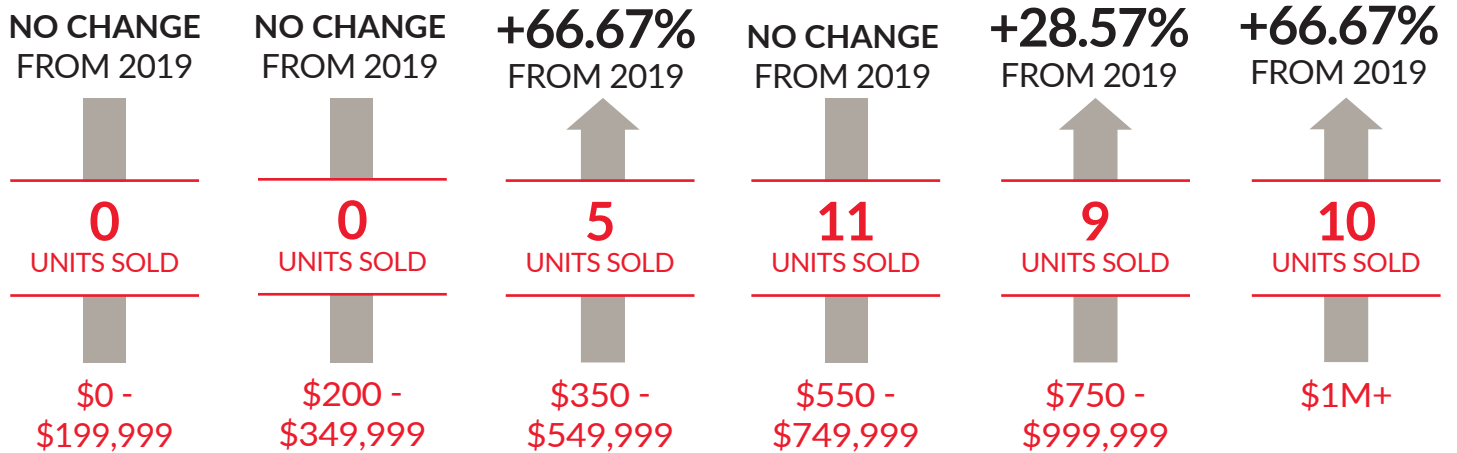 NO CHANGE
FROM 2019
0
UNITS SOLD
$0 -
$199,999
NO CHANGE
FROM 2019
0
UNITS SOLD
$200 -
$349,999
+66.67%
FROM 2019
5
UNITS SOLD
$350 -
$549,999
NO CHANGE
FROM 2019
11
UNITS SOLD
$550 -
$749,999
+28.57%
FROM 2019
9
UNITS SOLD
$750 -
$999,999
+66.67%
FROM 2019
10
UNITS SOLD
$1M+